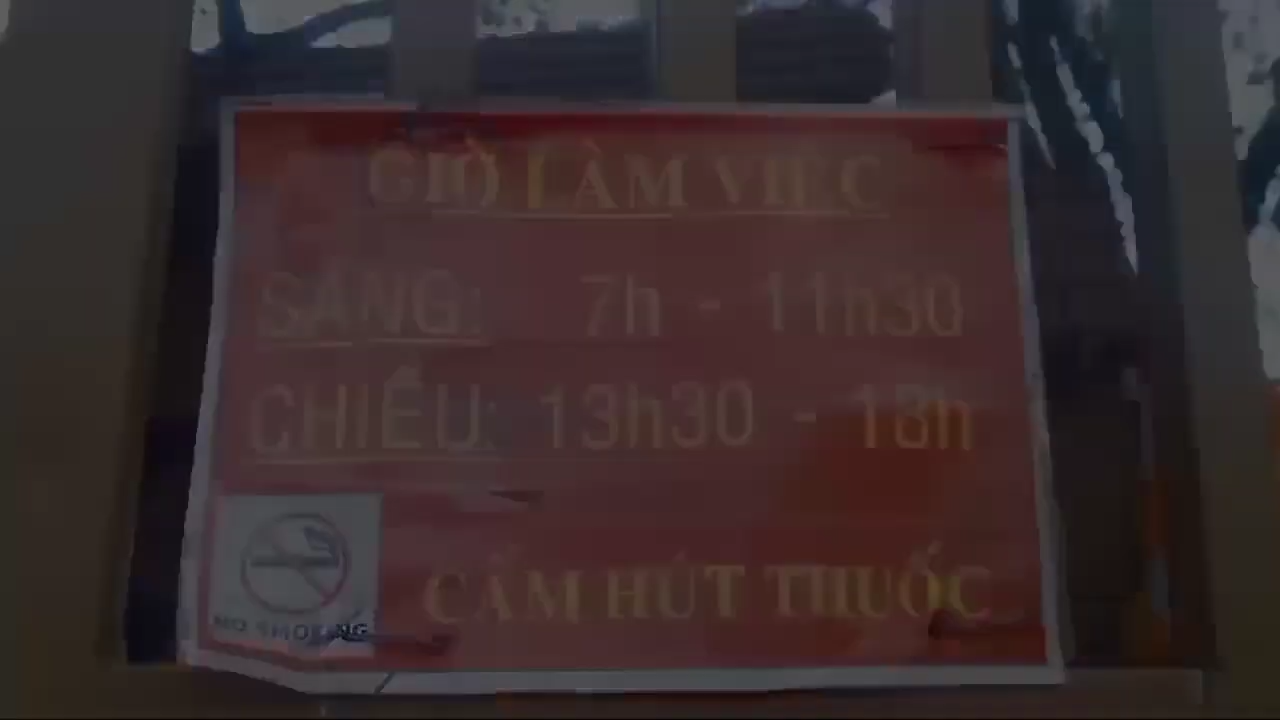 GIỜ LÀM VIỆC
SÁNG: 7h - 11h30
CHIỀU: 13h30 - 18h
NO SMOKING
CẤM HÚT THUỐC